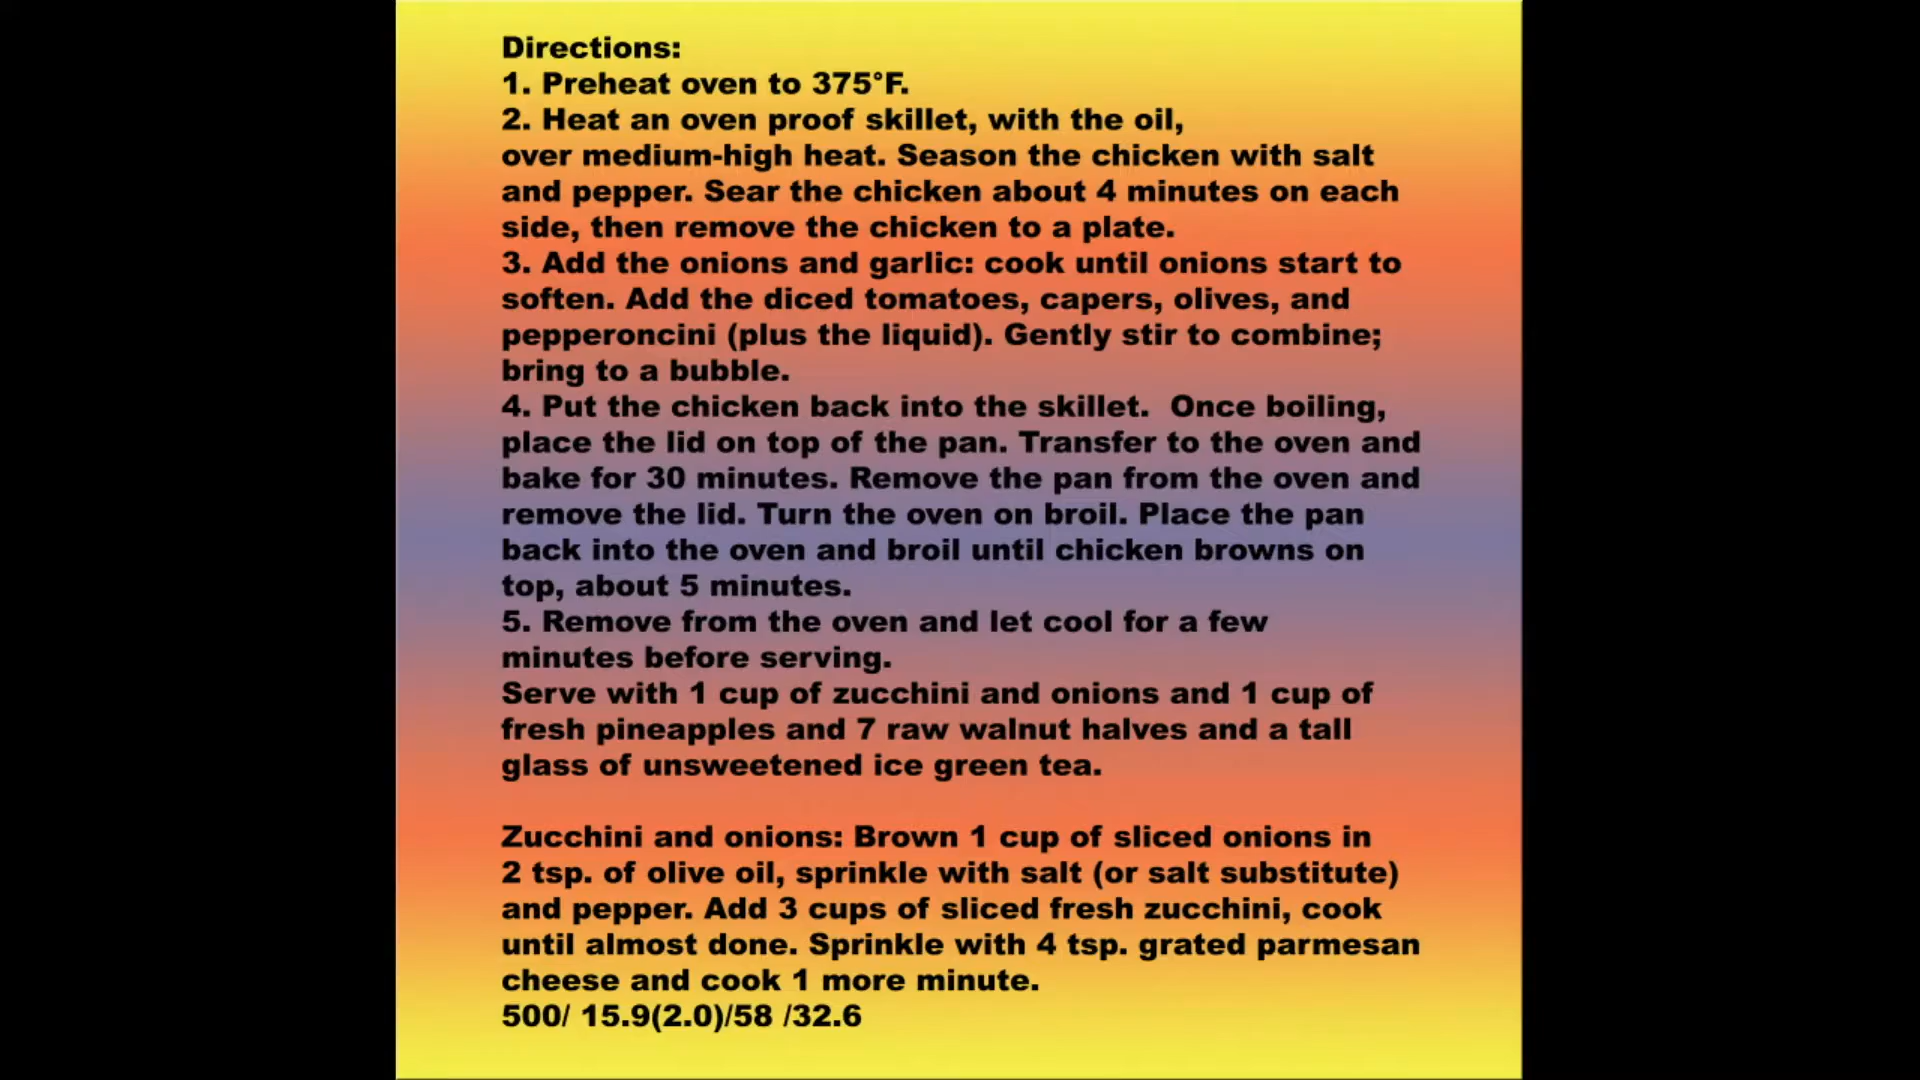 Directions:
1. Preheat oven to 375°F.
2. Heat an oven proof skillet, with the oil,
over medium-high heat. Season the chicken with salt
and pepper. Sear the chicken about 4 minutes on each
side, then remove the chicken to a plate.
3. Add the onions and garlic: cook until onions start to
soften. Add the diced tomatoes, capers, olives, and
pepperoncini (plus the liquid). Gently stir to combine;
bring to a bubble.
4. Put the chicken back into the skillet.  Once boiling,
place the lid on top of the pan. Transfer to the oven and
bake for 30 minutes. Remove the pan from the oven and
remove the lid. Turn the oven on broil. Place the pan
back into the oven and broil until chicken browns on
top, about 5 minutes.
5. Remove from the oven and let cool for a few
minutes before serving.
Serve with 1 cup of zucchini and onions and 1 cup of
fresh pineapples and 7 raw walnut halves and a tall
glass of unsweetened ice green tea.
Zucchini and onions: Brown 1 cup of sliced onions in
2 tsp. of olive oil, sprinkle with salt (or salt substitute)
and pepper. Add 3 cups of sliced fresh zucchini, cook
until almost done. Sprinkle with 4 tsp. grated parmesan
cheese and cook 1 more minute.
500/ 15.9(2.0)/58 /32.6